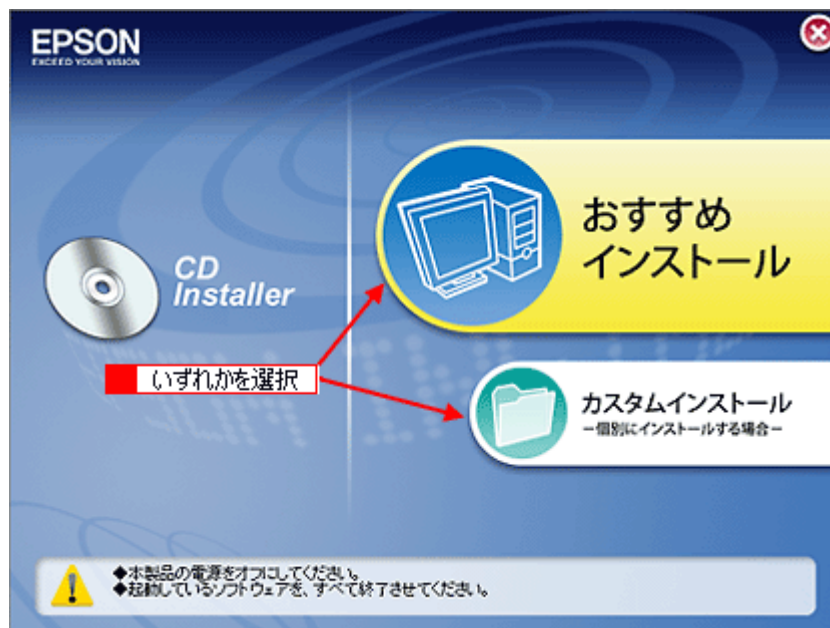 EPSON
EXCEED YOUR VISION
おすすめ
インストール
CD
Installer
いずれかを選択
カスタムインストール
－個別にインストールする場合－
◆本製品の電源をオフにしてください。
◆起動しているソフトウェアを、すべて終了させてください。